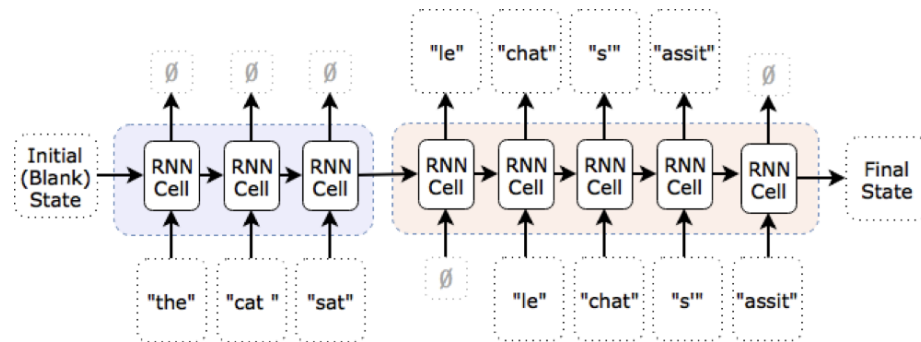 "le" "chat" "s'" "assit" Ø
Ø Ø Ø
Initial
(Blank)
State
RNN
Cell
RNN
Cell
RNN
Cell
RNN
Cell
RNN
Cell
RNN
Cell
RNN
Cell
RNN
Cell
Final
State
"the" "cat " "sat"
Ø
"le" "chat" "s'" "assit"